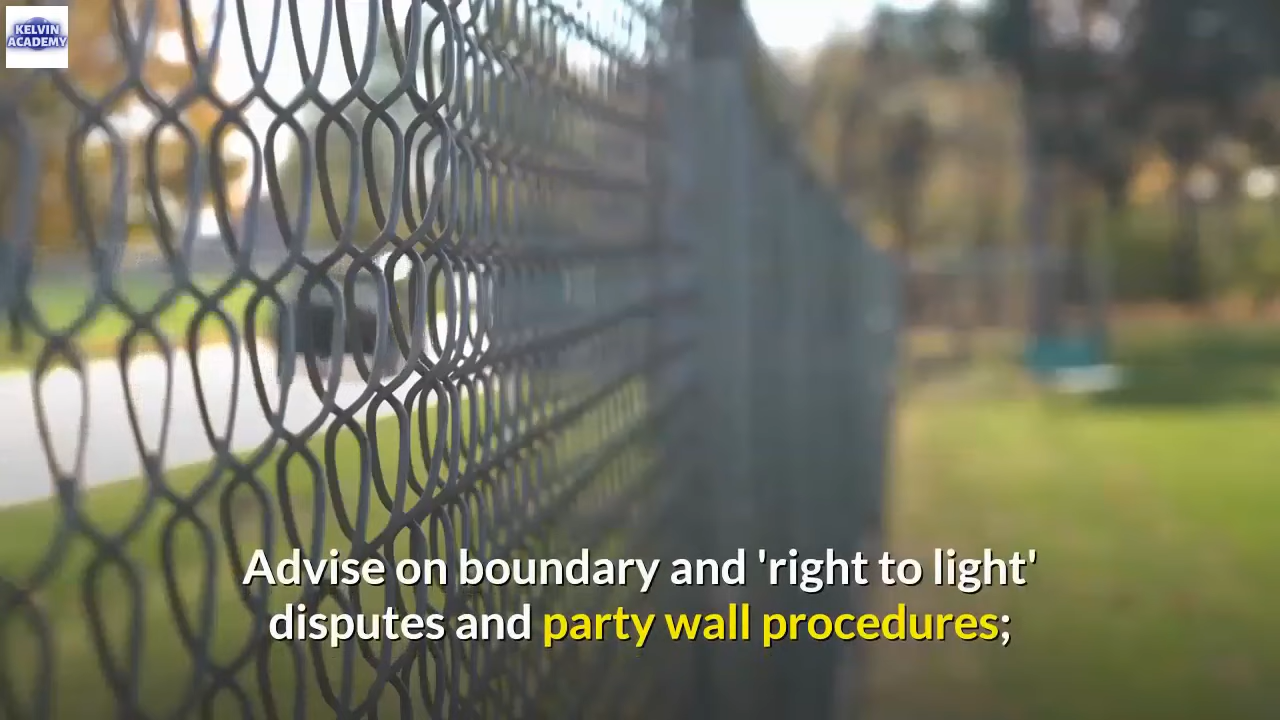 KELVIN
ACADEMY
Advise on boundary and 'right to light'
disputes and party wall procedures;